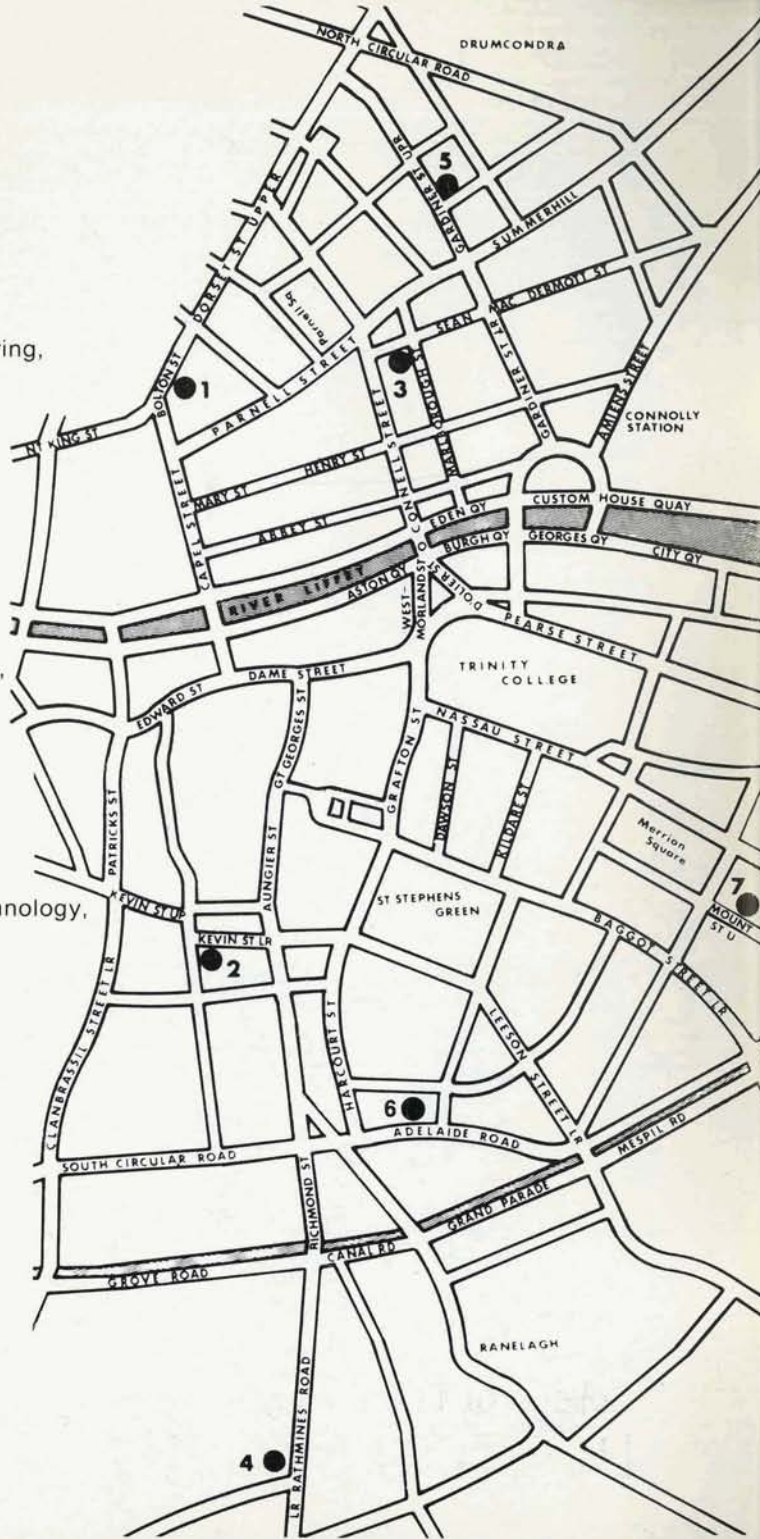 NORTH CIRCULAR ROAD
DRUMCONDRA
5
GARDINER ST UPR
SUMMERHILL
DORSET ST UPPER
Parnell Sq
SEAN MAC DERMOTT ST
ring,
BOLTON ST
1
PARNELL STREET
3
MARLBOROUGH ST
GARDINER ST LR
AMIENS STREET
CONNOLLY
STATION
NTH KING ST
HENRY ST
MARY ST
O CONNELL ST
CAPEL STREET
ABBEY ST
EDEN QY
CUSTOM HOUSE QUAY
BURGH QY
GEORGES QY
CITY QY
RIVER LIFFEY
ASTON QY
WEST-
MORLAND ST
D'OLIER ST
PEARSE STREET
,
DAME STREET
TRINITY
COLLEGE
EDWARD ST
GT GEORGES ST
GRAFTON ST
NASSAU STREET
DAWSON ST
KILDARE ST
PATRICKS ST
Merrion
Square
AUNGIER ST
7
KEVIN ST UP
ST STEPHENS
GREEN
MOUNT
ST U
nology,
KEVIN ST LR
2
BAGGOT STREET LR
CLANBRASSIL STREET LR
HARCOURT ST
LEESON STREET LR
6
ADELAIDE ROAD
SOUTH CIRCULAR ROAD
MESPIL RD
RICHMOND ST
GRAND PARADE
CANAL RD
GROVE ROAD
RANELAGH
LR RATHMINES ROAD
4